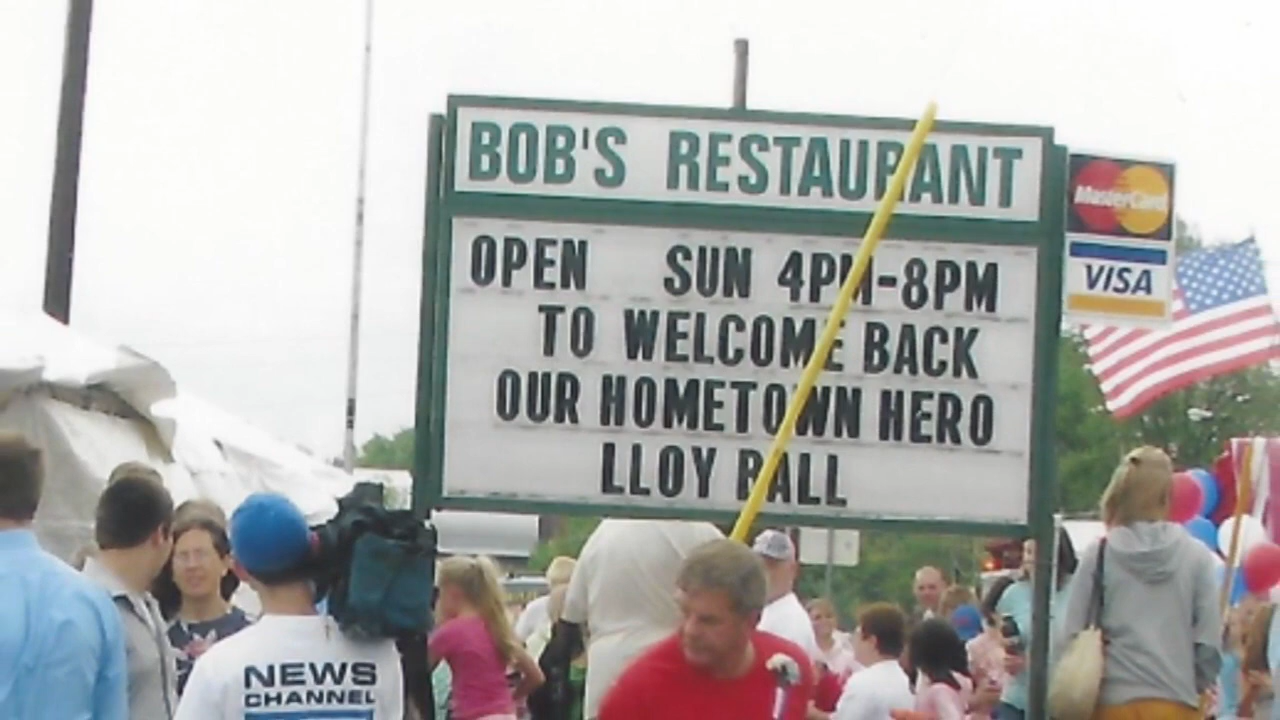 BOB'S RESTAURANT
OPEN SUN 4PM-8PM
TO WELCOME BACK
OUR HOMETOWN HERO
LLOY BALL
MasterCard
VISA
NEWS
CHANNEL